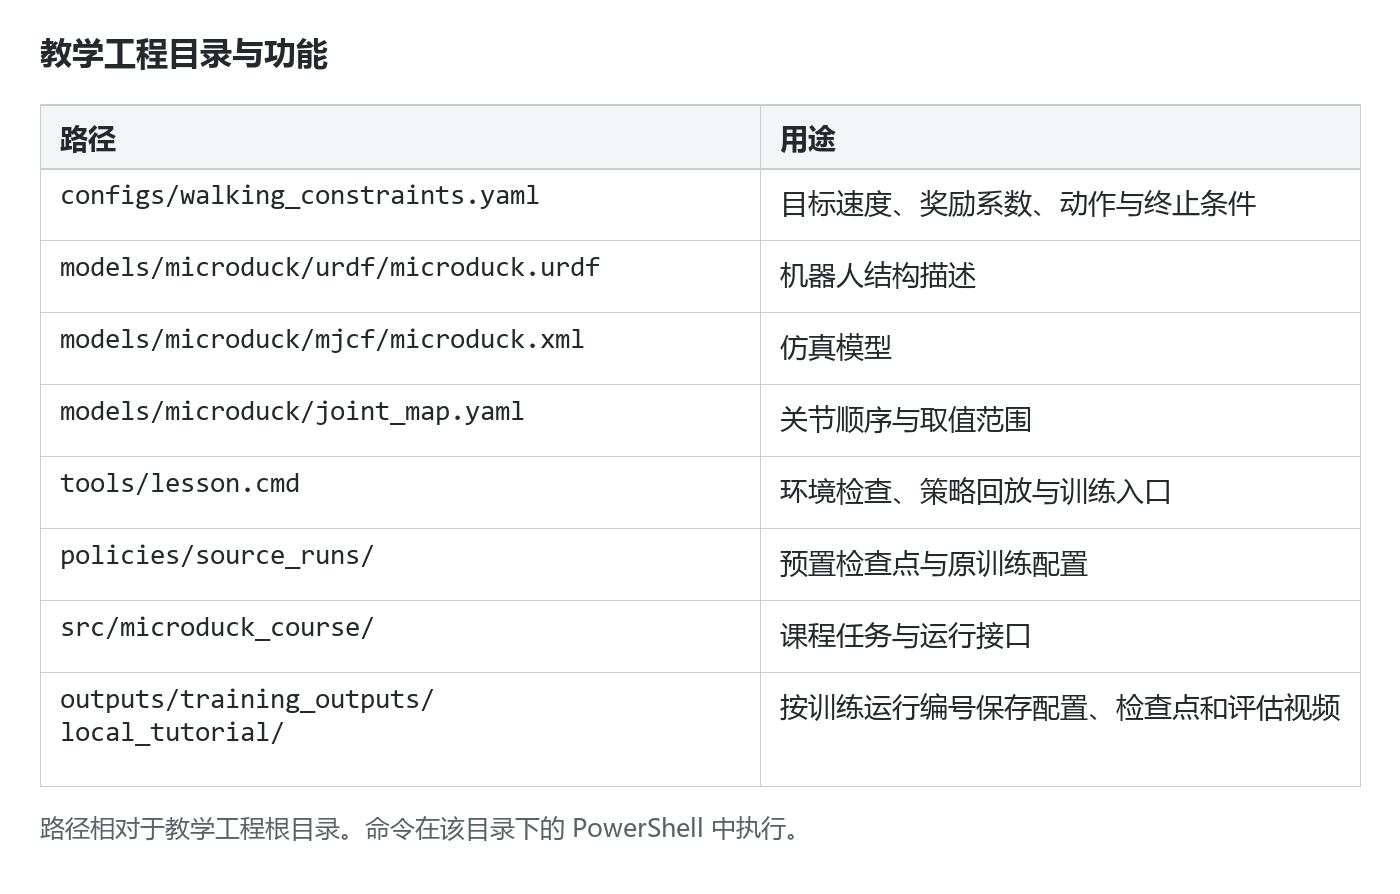 教学工程目录与功能
路径 用途
configs/walking_constraints.yaml 目标速度、奖励系数、动作与终止条件
models/microduck/urdf/microduck.urdf 机器人结构描述
models/microduck/mjcf/microduck.xml 仿真模型
models/microduck/joint_map.yaml 关节顺序与取值范围
tools/lesson.cmd 环境检查、策略回放与训练入口
policies/source_runs/ 预置检查点与原训练配置
src/microduck_course/ 课程任务与运行接口
outputs/training_outputs/ 按训练运行编号保存配置、检查点和评估视频
local_tutorial/
路径相对于教学工程根目录。命令在该目录下的 PowerShell 中执行。